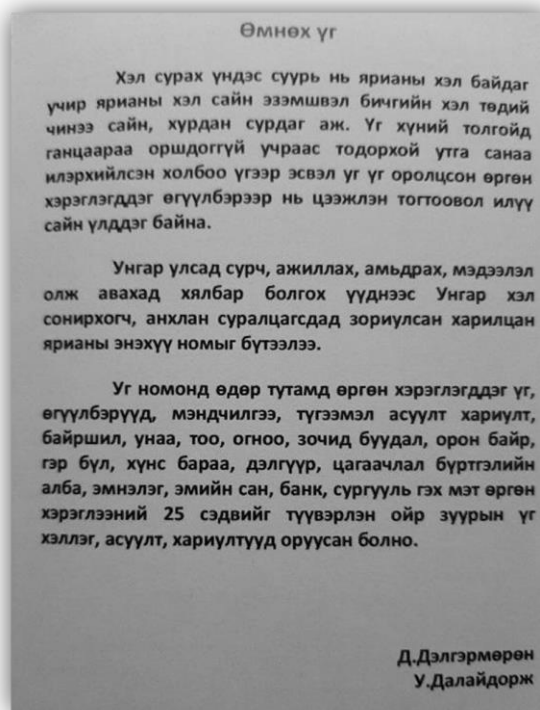 Өмнөх үг
Хэл сурах үндэс суурь нь ярианы хэл байдаг
учир ярианы хэл сайн эзэмшвэл бичгийн хэл төдий
чинээ сайн, хурдан сурдаг аж. Үг хүний толгойд
ганцаараа оршдоггүй учраас тодорхой утга санаа
илэрхийлсэн холбоо үгээр эсвэл уг үг оролцсон өргөн
хэрэглэгддэг өгүүлбэрээр нь цээжлэн тогтоовол илүү
сайн үлддэг байна.
Унгар улсад сурч, ажиллах, амьдрах, мэдээлэл
олж авахад хялбар болгох үүднээс Унгар хэл
сонирхогч, анхлан суралцагсдад зориулсан харилцан
ярианы энэхүү номыг бүтээлээ.
Уг номонд өдөр тутамд өргөн хэрэглэгддэг үг,
өгүүлбэрүүд, мэндчилгээ, түгээмэл асуулт хариулт,
байршил, унаа, тоо, огноо, зочид буудал, орон байр,
гэр бүл, хүнс бараа, дэлгүүр, цагаачлал бүртгэлийн
алба, эмнэлэг, эмийн сан, банк, сургууль гэх мэт өргөн
хэрэглээний 25 сэдвийг түүвэрлэн ойр зуурын үг
хэллэг, асуулт, хариултууд оруусан болно.
Д.Дэлгэрмөрөн
У.Далайдорж